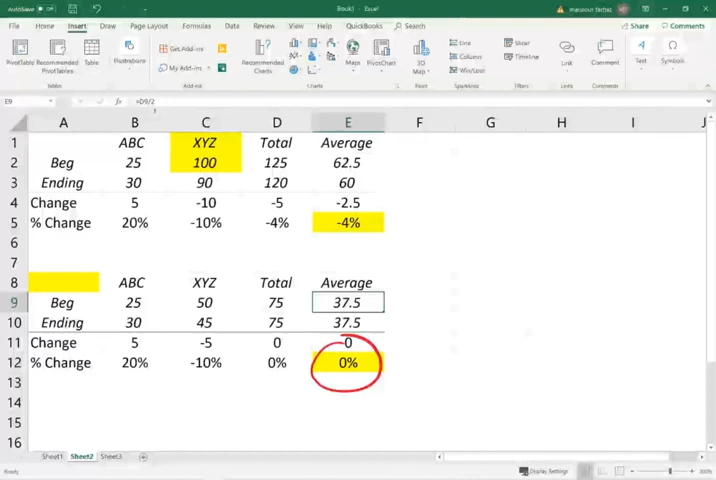 AutoSave Off Book1 - Excel mansour farhat MF
File Home Insert Draw Page Layout Formulas Data Review View Help QuickBooks Search Share Comments
PivotTable Recommended PivotTables Table Illustrations Get Add-ins My Add-ins Recommended Charts Maps PivotChart 3D Map Line Column Win/Loss Slicer Timeline Link Comment Text Symbols
Tables Add-ins Charts Tours Sparklines Filters Links Comments
E9 fx =D9/2
A B C D E F G H I J
1 ABC XYZ Total Average
2 Beg 25 100 125 62.5
3 Ending 30 90 120 60
4 Change 5 -10 -5 -2.5
5 % Change 20% -10% -4% -4%
6
7
8 ABC XYZ Total Average
9 Beg 25 50 75 37.5
10 Ending 30 45 75 37.5
11 Change 5 -5 0 0
12 % Change 20% -10% 0% 0%
13
14
15
16
Sheet1 Sheet2 Sheet3
Ready Display Settings 300%